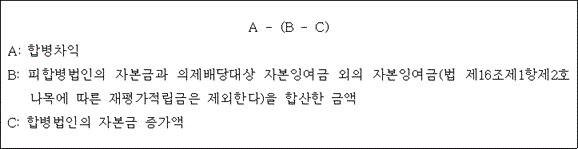 A - (B - C)
A: 합병차익
B: 피합병법인의 자본금과 의제배당대상 자본잉여금 외의 자본잉여금(법 제16조제1항제2호
나목에 따른 재평가적립금은 제외한다)을 합산한 금액
C: 합병법인의 자본금 증가액